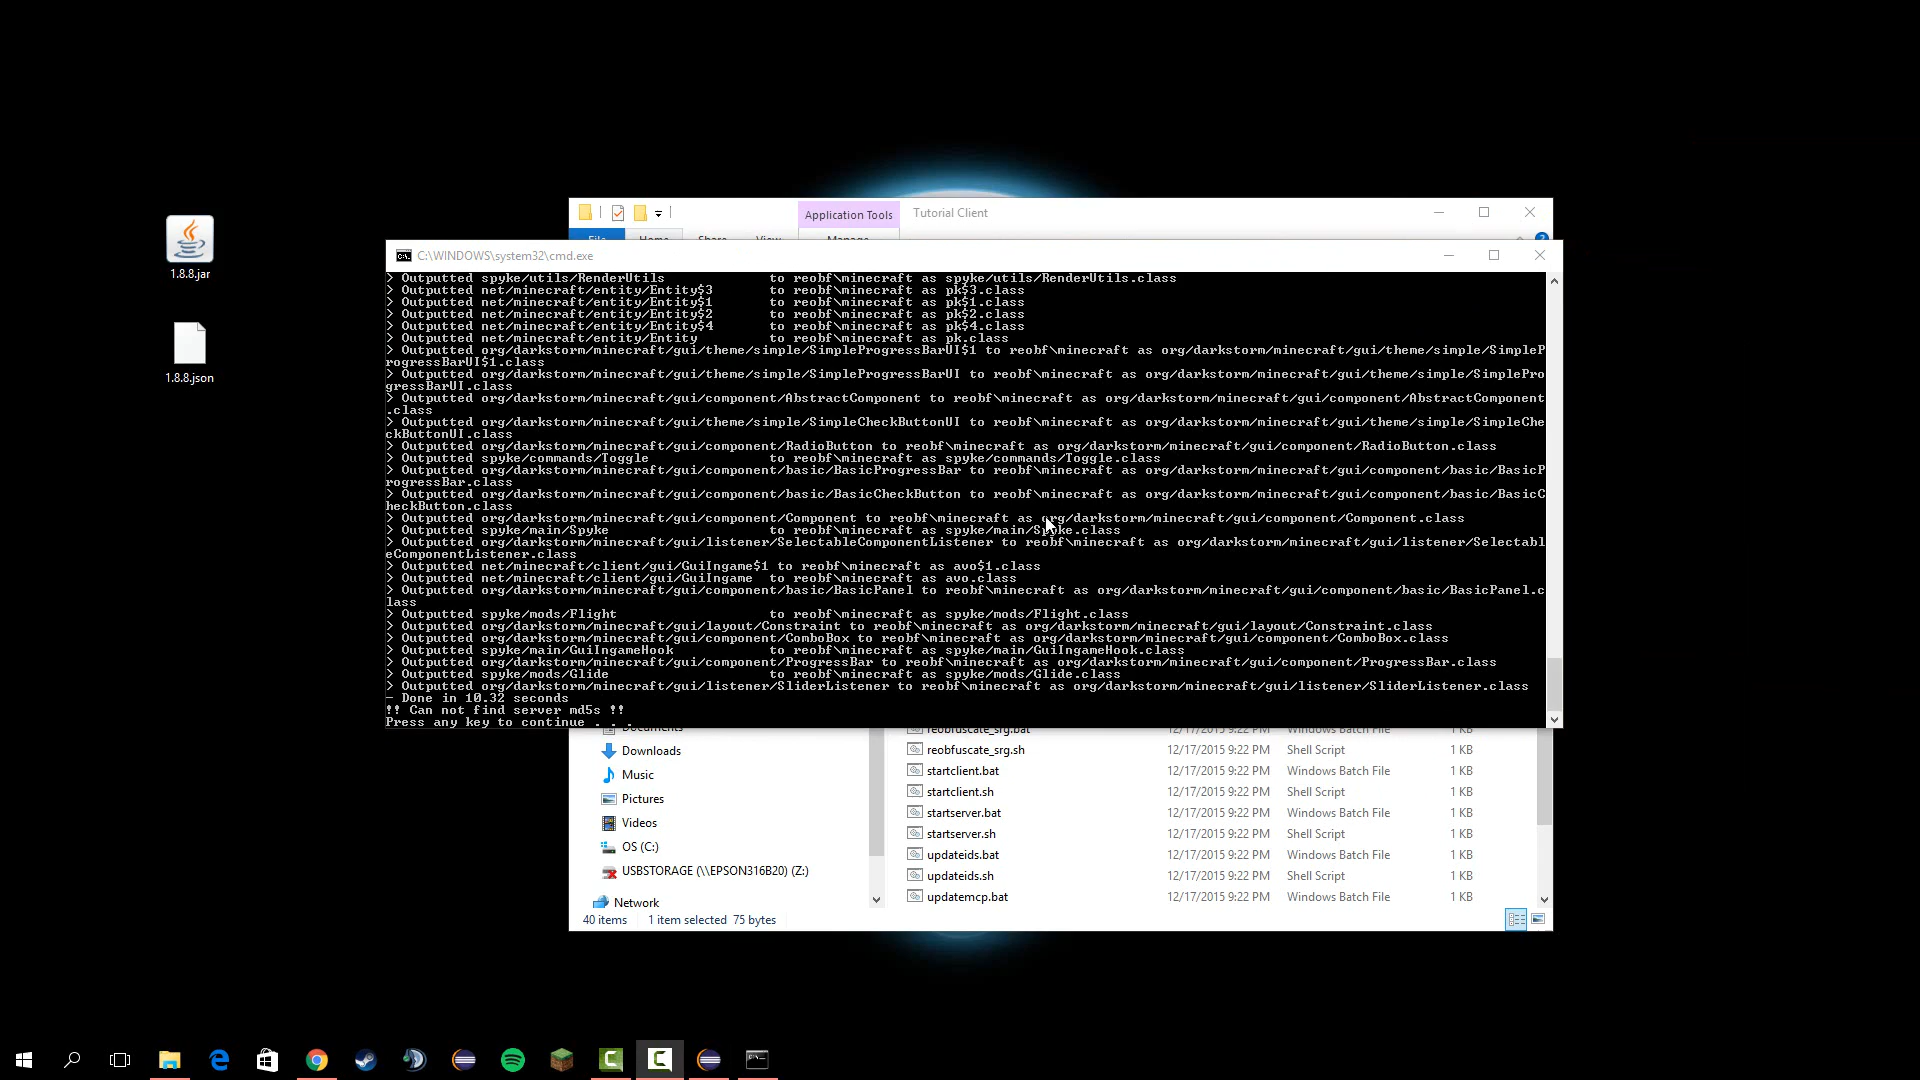 1.8.8.jar
1.8.8.json
Application Tools
Tutorial Client
File
Home
Share
View
Manage
C:\WINDOWS\system32\cmd.exe
> Outputted spyke/utils/RenderUtils to reobf\minecraft as spyke/utils/RenderUtils.class
> Outputted net/minecraft/entity/Entity$3 to reobf\minecraft as pk$3.class
> Outputted net/minecraft/entity/Entity$1 to reobf\minecraft as pk$1.class
> Outputted net/minecraft/entity/Entity$2 to reobf\minecraft as pk$2.class
> Outputted net/minecraft/entity/Entity$4 to reobf\minecraft as pk$4.class
> Outputted net/minecraft/entity/Entity to reobf\minecraft as pk.class
> Outputted org/darkstorm/minecraft/gui/theme/simple/SimpleProgressBarUI$1 to reobf\minecraft as org/darkstorm/minecraft/gui/theme/simple/SimpleP
rogressBarUI$1.class
> Outputted org/darkstorm/minecraft/gui/theme/simple/SimpleProgressBarUI to reobf\minecraft as org/darkstorm/minecraft/gui/theme/simple/SimplePro
gressBarUI.class
> Outputted org/darkstorm/minecraft/gui/component/AbstractComponent to reobf\minecraft as org/darkstorm/minecraft/gui/component/AbstractComponent
.class
> Outputted org/darkstorm/minecraft/gui/theme/simple/SimpleCheckButtonUI to reobf\minecraft as org/darkstorm/minecraft/gui/theme/simple/SimpleChe
ckButtonUI.class
> Outputted org/darkstorm/minecraft/gui/component/RadioButton to reobf\minecraft as org/darkstorm/minecraft/gui/component/RadioButton.class
> Outputted spyke/commands/Toggle to reobf\minecraft as spyke/commands/Toggle.class
> Outputted org/darkstorm/minecraft/gui/component/basic/BasicProgressBar to reobf\minecraft as org/darkstorm/minecraft/gui/component/basic/BasicP
rogressBar.class
> Outputted org/darkstorm/minecraft/gui/component/basic/BasicCheckButton to reobf\minecraft as org/darkstorm/minecraft/gui/component/basic/BasicC
heckButton.class
> Outputted org/darkstorm/minecraft/gui/component/Component to reobf\minecraft as org/darkstorm/minecraft/gui/component/Component.class
> Outputted spyke/main/Spyke to reobf\minecraft as spyke/main/Spyke.class
> Outputted org/darkstorm/minecraft/gui/listener/SelectableComponentListener to reobf\minecraft as org/darkstorm/minecraft/gui/listener/Selectabl
eComponentListener.class
> Outputted net/minecraft/client/gui/GuiIngame$1 to reobf\minecraft as avo$1.class
> Outputted net/minecraft/client/gui/GuiIngame to reobf\minecraft as avo.class
> Outputted org/darkstorm/minecraft/gui/component/basic/BasicPanel to reobf\minecraft as org/darkstorm/minecraft/gui/component/basic/BasicPanel.c
lass
> Outputted spyke/mods/Flight to reobf\minecraft as spyke/mods/Flight.class
> Outputted org/darkstorm/minecraft/gui/layout/Constraint to reobf\minecraft as org/darkstorm/minecraft/gui/layout/Constraint.class
> Outputted org/darkstorm/minecraft/gui/component/ComboBox to reobf\minecraft as org/darkstorm/minecraft/gui/component/ComboBox.class
> Outputted spyke/main/GuiIngameHook to reobf\minecraft as spyke/main/GuiIngameHook.class
> Outputted org/darkstorm/minecraft/gui/component/ProgressBar to reobf\minecraft as org/darkstorm/minecraft/gui/component/ProgressBar.class
> Outputted spyke/mods/Glide to reobf\minecraft as spyke/mods/Glide.class
> Outputted org/darkstorm/minecraft/gui/listener/SliderListener to reobf\minecraft as org/darkstorm/minecraft/gui/listener/SliderListener.class
- Done in 10.32 seconds
!! Can not find server md5s !!
Press any key to continue . . .
Documents
Downloads
Music
Pictures
Videos
OS (C:)
USBSTORAGE (\\EPSON316B20) (Z:)
Network
reobfuscate_srg.bat 12/17/2015 9:22 PM Windows Batch File 1 KB
reobfuscate_srg.sh 12/17/2015 9:22 PM Shell Script 1 KB
startclient.bat 12/17/2015 9:22 PM Windows Batch File 1 KB
startclient.sh 12/17/2015 9:22 PM Shell Script 1 KB
startserver.bat 12/17/2015 9:22 PM Windows Batch File 1 KB
startserver.sh 12/17/2015 9:22 PM Shell Script 1 KB
updateids.bat 12/17/2015 9:22 PM Windows Batch File 1 KB
updateids.sh 12/17/2015 9:22 PM Shell Script 1 KB
updatemcp.bat 12/17/2015 9:22 PM Windows Batch File 1 KB
40 items 1 item selected 75 bytes